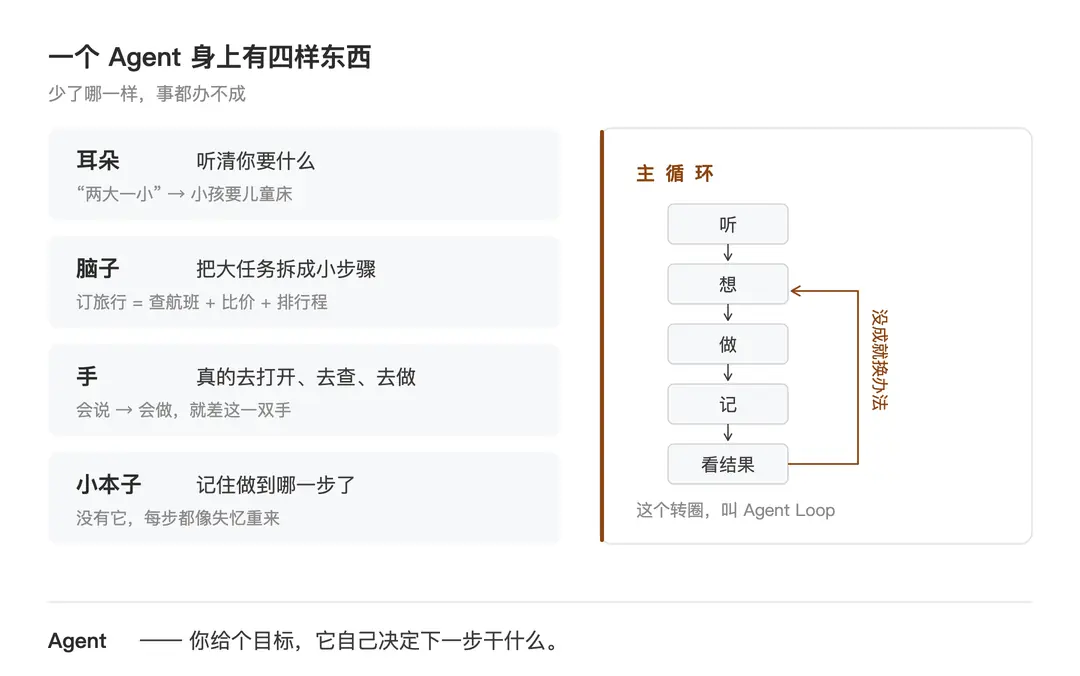 一个 Agent 身上有四样东西
少了哪一样，事都办不成
耳朵 听清你要什么
“两大一小” → 小孩要儿童床
脑子 把大任务拆成小步骤
订旅行 = 查航班 + 比价 + 排行程
手 真的去打开、去查、去做
会说 → 会做，就差这一双手
小本子 记住做到哪一步了
没有它，每步都像失忆重来
主循环
听
想
做
记
看结果
没成就换办法
这个转圈，叫 Agent Loop
Agent —— 你给个目标，它自己决定下一步干什么。